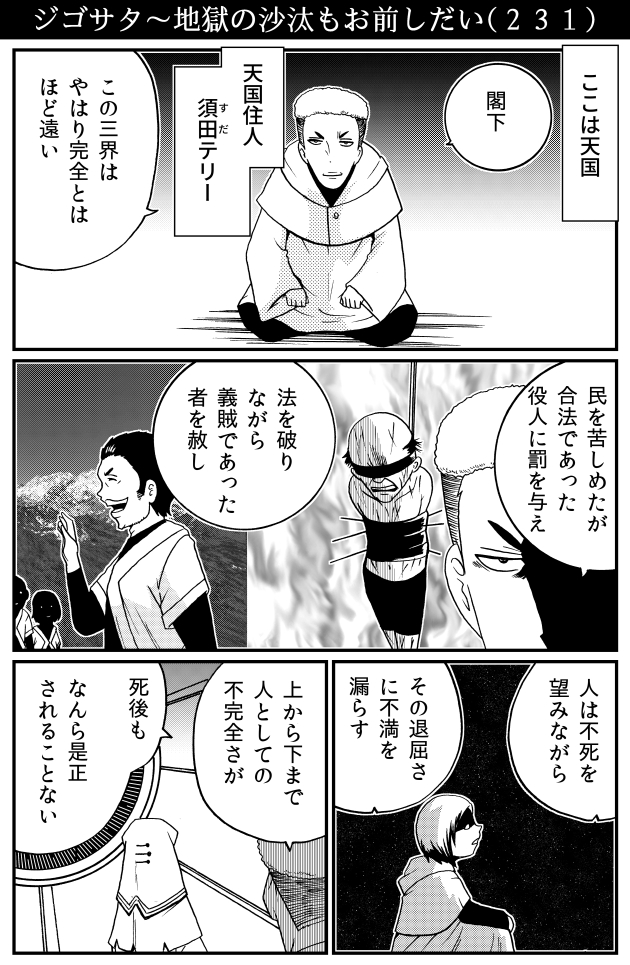 ジゴサタ～地獄の沙汰もお前しだい（２３１）
ここは天国
閣下
天国住人
須田テリー
すだ
この三界は
やはり完全とは
ほど遠い
民を苦しめたが
合法であった
役人に罰を与え
法を破り
ながら
義賊であった
者を赦し
人は不死を
望みながら
その退屈さ
に不満を
漏らす
上から下まで
人としての
不完全さが
死後も
なんら是正
されることない